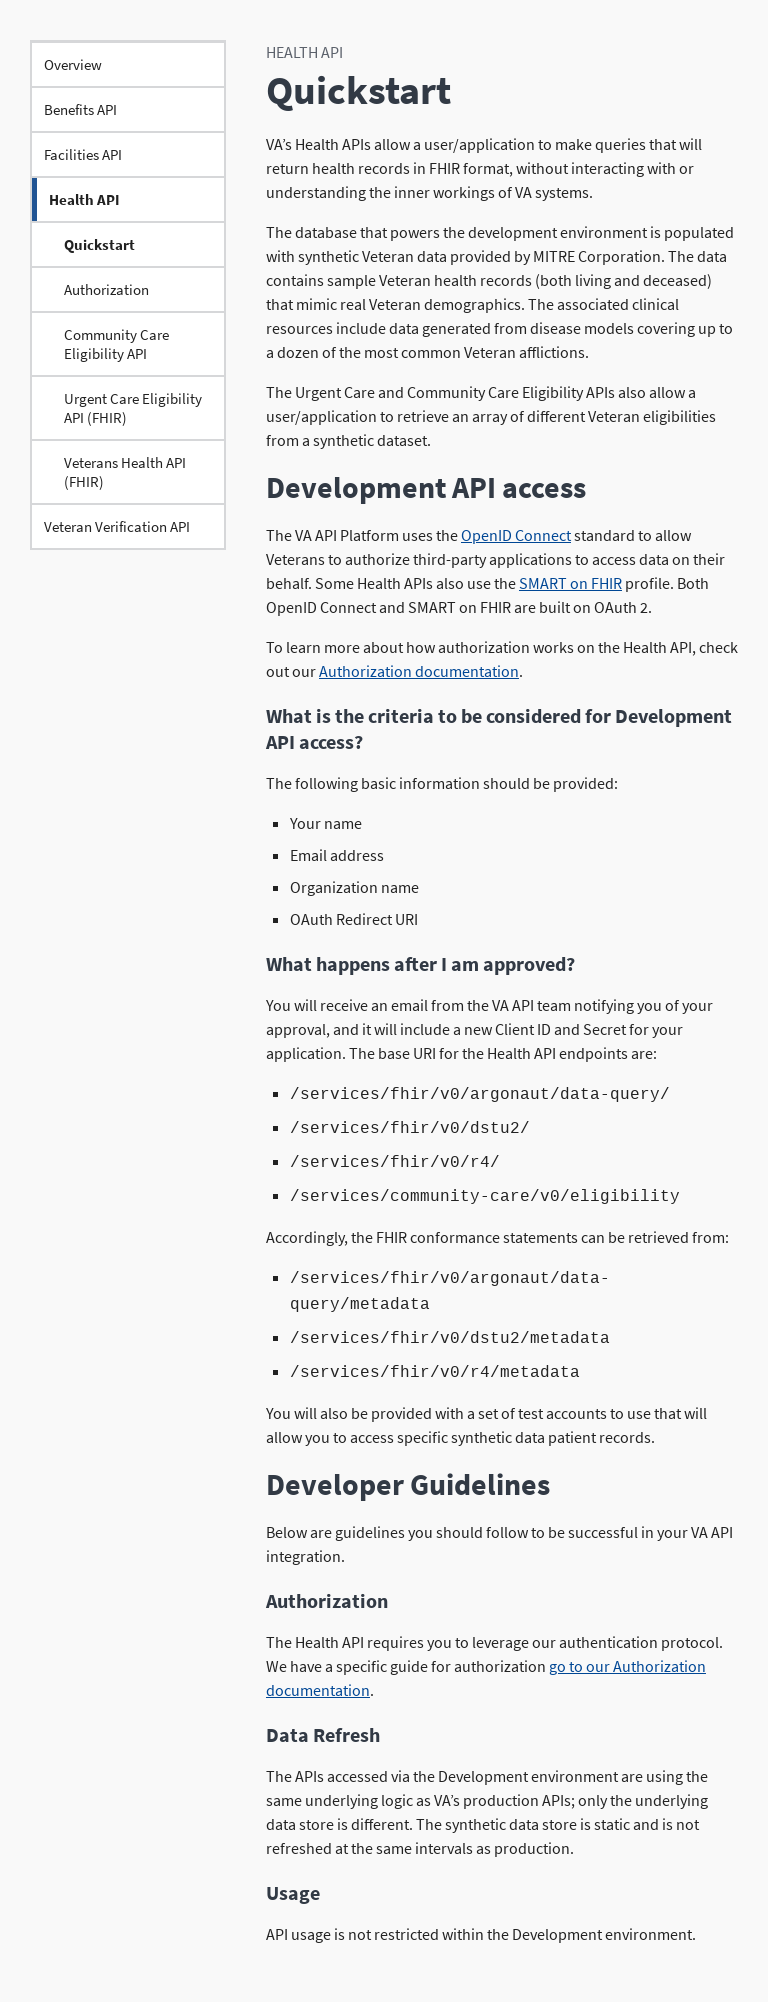 Overview
Benefits API
Facilities API
Health API
Quickstart
Authorization
Community Care
Eligibility API
Urgent Care Eligibility
API (FHIR)
Veterans Health API
(FHIR)
Veteran Verification API
HEALTH API
Quickstart
VA’s Health APIs allow a user/application to make queries that will
return health records in FHIR format, without interacting with or
understanding the inner workings of VA systems.
The database that powers the development environment is populated
with synthetic Veteran data provided by MITRE Corporation. The data
contains sample Veteran health records (both living and deceased)
that mimic real Veteran demographics. The associated clinical
resources include data generated from disease models covering up to
a dozen of the most common Veteran afflictions.
The Urgent Care and Community Care Eligibility APIs also allow a
user/application to retrieve an array of different Veteran eligibilities
from a synthetic dataset.
Development API access
The VA API Platform uses the OpenID Connect standard to allow
Veterans to authorize third-party applications to access data on their
behalf. Some Health APIs also use the SMART on FHIR profile. Both
OpenID Connect and SMART on FHIR are built on OAuth 2.
To learn more about how authorization works on the Health API, check
out our Authorization documentation.
What is the criteria to be considered for Development
API access?
The following basic information should be provided:
Your name
Email address
Organization name
OAuth Redirect URI
What happens after I am approved?
You will receive an email from the VA API team notifying you of your
approval, and it will include a new Client ID and Secret for your
application. The base URI for the Health API endpoints are:
/services/fhir/v0/argonaut/data-query/
/services/fhir/v0/dstu2/
/services/fhir/v0/r4/
/services/community-care/v0/eligibility
Accordingly, the FHIR conformance statements can be retrieved from:
/services/fhir/v0/argonaut/data-
query/metadata
/services/fhir/v0/dstu2/metadata
/services/fhir/v0/r4/metadata
You will also be provided with a set of test accounts to use that will
allow you to access specific synthetic data patient records.
Developer Guidelines
Below are guidelines you should follow to be successful in your VA API
integration.
Authorization
The Health API requires you to leverage our authentication protocol.
We have a specific guide for authorization go to our Authorization
documentation.
Data Refresh
The APIs accessed via the Development environment are using the
same underlying logic as VA’s production APIs; only the underlying
data store is different. The synthetic data store is static and is not
refreshed at the same intervals as production.
Usage
API usage is not restricted within the Development environment.